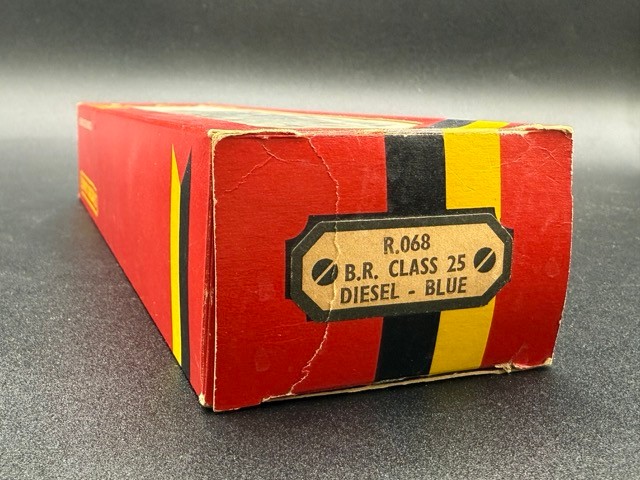 R.068
B.R. CLASS 25
DIESEL - BLUE